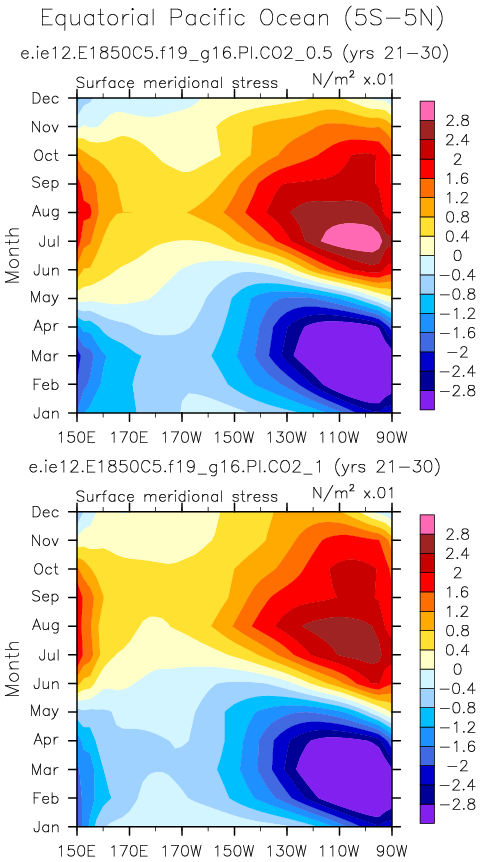 Equatorial Pacific Ocean (5S-5N)
e.ie12.E1850C5.f19_g16.PI.CO2_0.5 (yrs 21-30)
Surface meridional stress N/m² x.01
Dec
Nov
Oct
Sep
Aug
Jul
Jun
May
Apr
Mar
Feb
Jan
Month
150E 170E 170W 150W 130W 110W 90W
2.8
2.4
2
1.6
1.2
0.8
0.4
0
-0.4
-0.8
-1.2
-1.6
-2
-2.4
-2.8
e.ie12.E1850C5.f19_g16.PI.CO2_1 (yrs 21-30)
Surface meridional stress N/m² x.01
Dec
Nov
Oct
Sep
Aug
Jul
Jun
May
Apr
Mar
Feb
Jan
Month
150E 170E 170W 150W 130W 110W 90W
2.8
2.4
2
1.6
1.2
0.8
0.4
0
-0.4
-0.8
-1.2
-1.6
-2
-2.4
-2.8